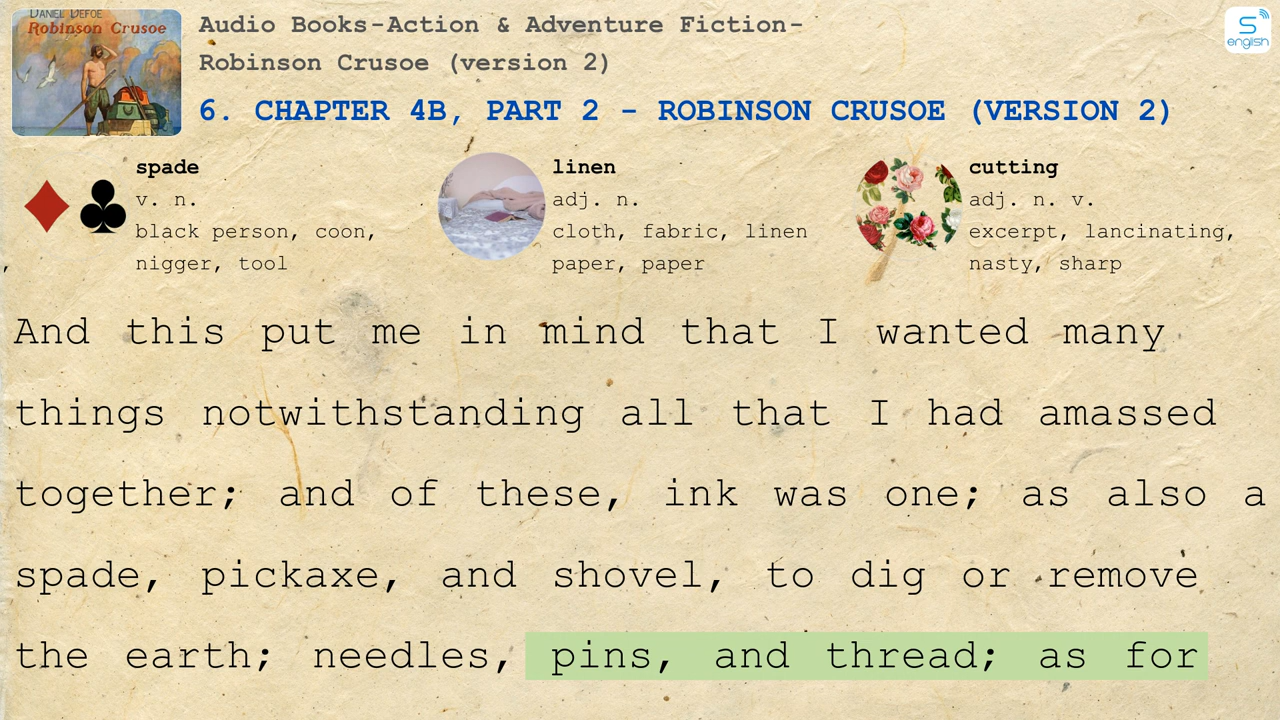 DANIEL DEFOE
Robinson Crusoe
Audio Books-Action & Adventure Fiction-
Robinson Crusoe (version 2)
S
english
6. CHAPTER 4B, PART 2 - ROBINSON CRUSOE (VERSION 2)
spade
v. n.
black person, coon,
nigger, tool
linen
adj. n.
cloth, fabric, linen
paper, paper
cutting
adj. n. v.
excerpt, lancinating,
nasty, sharp
,
And this put me in mind that I wanted many
things notwithstanding all that I had amassed
together; and of these, ink was one; as also a
spade, pickaxe, and shovel, to dig or remove
the earth; needles, pins, and thread; as for